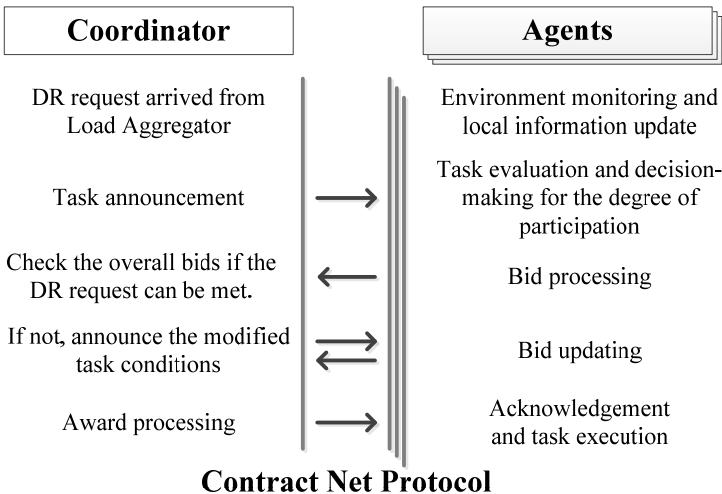 Coordinator
Agents
DR request arrived from
Load Aggregator
Environment monitoring and
local information update
Task announcement
Task evaluation and decision-
making for the degree of
participation
Check the overall bids if the
DR request can be met.
Bid processing
If not, announce the modified
task conditions
Bid updating
Award processing
Acknowledgement
and task execution
Contract Net Protocol